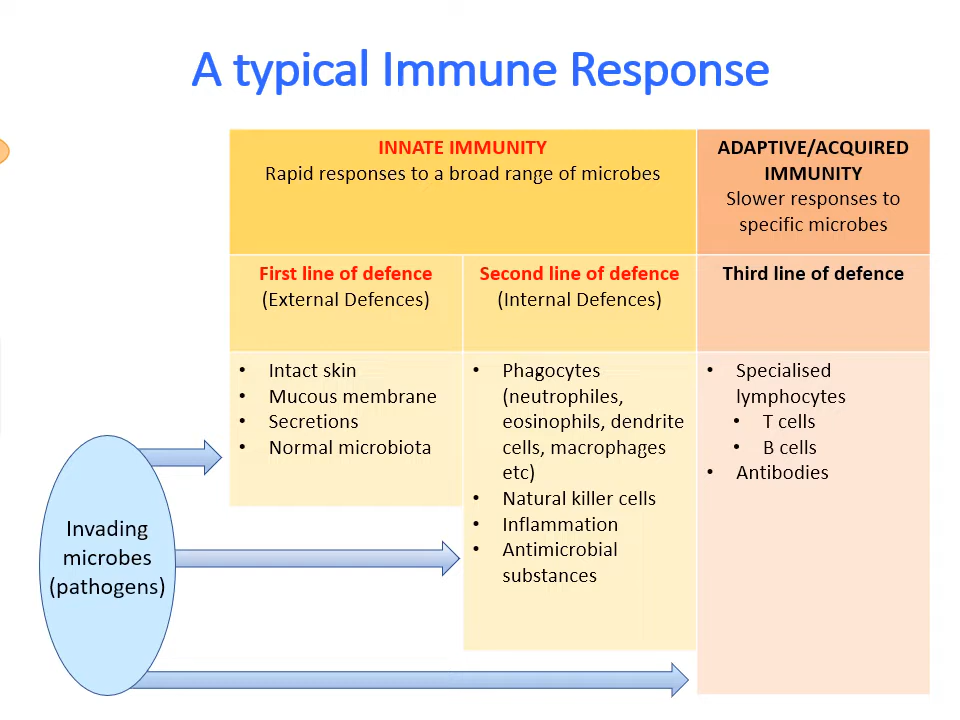 A typical Immune Response
INNATE IMMUNITY
Rapid responses to a broad range of microbes
ADAPTIVE/ACQUIRED
IMMUNITY
Slower responses to
specific microbes
First line of defence
(External Defences)
Second line of defence
(Internal Defences)
Third line of defence
• Intact skin
• Mucous membrane
• Secretions
• Normal microbiota
• Phagocytes
(neutrophiles,
eosinophils, dendrite
cells, macrophages
etc)
• Natural killer cells
• Inflammation
• Antimicrobial
substances
• Specialised
lymphocytes
• T cells
• B cells
• Antibodies
Invading
microbes
(pathogens)